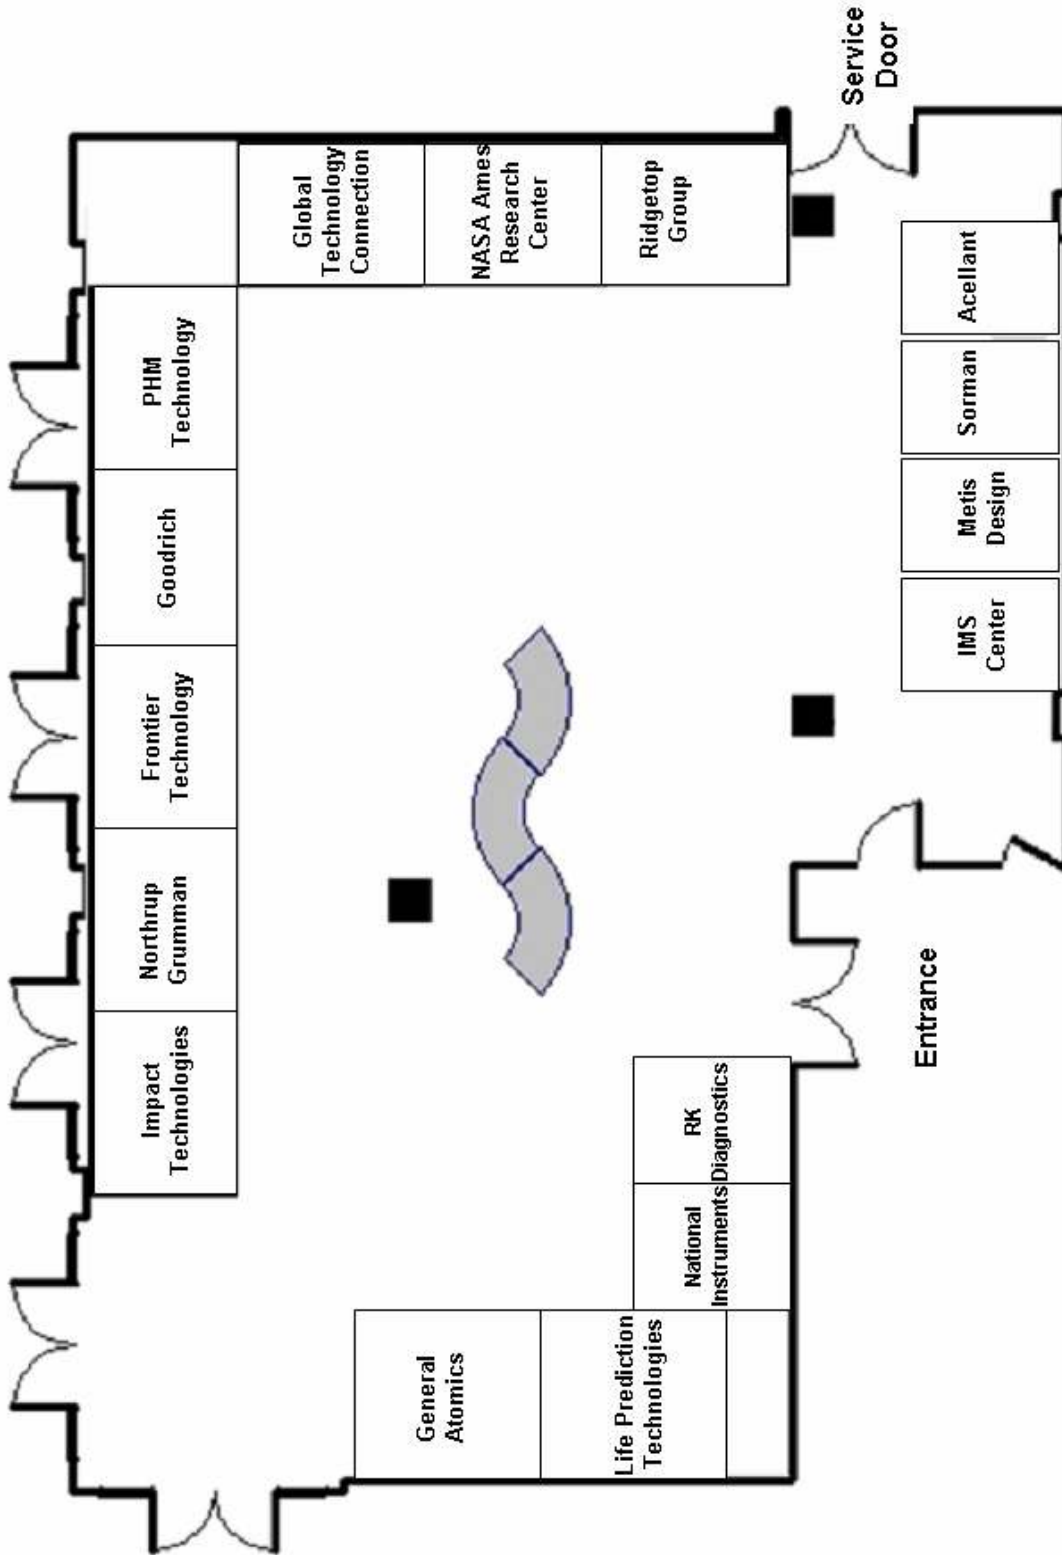 Impact
Technologies
Northrup
Grumman
Frontier
Technology
Goodrich
PHM
Technology
Global
Technology
Connection
NASA Ames
Research
Center
Ridgetop
Group
Service
Door
General
Atomics
Life Prediction
Technologies
National
Instruments
RK
Diagnostics
Entrance
IMS
Center
Metis
Design
Sorman
Acellant